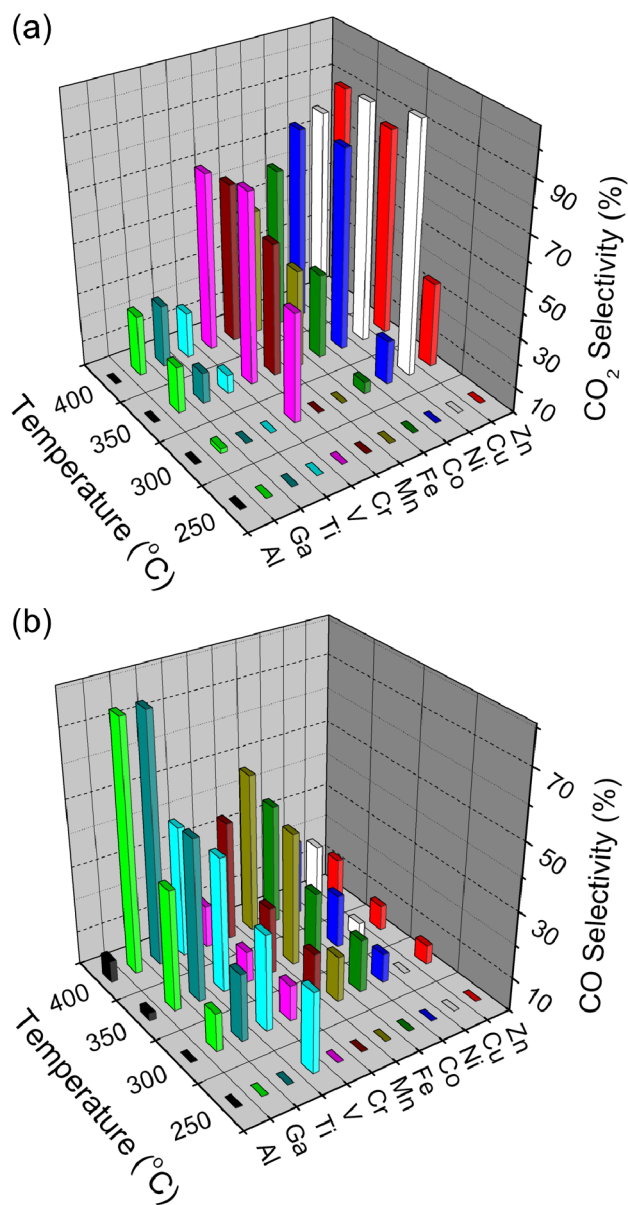 (a)
90
70
50
30
10
CO2 Selectivity (%)
400
350
300
250
Temperature (oC)
Al
Ga
Ti
V
Cr
Mn
Fe
Co
Ni
Cu
Zn
(b)
70
50
30
10
CO Selectivity (%)
400
350
300
250
Temperature (oC)
Al
Ga
Ti
V
Cr
Mn
Fe
Co
Ni
Cu
Zn